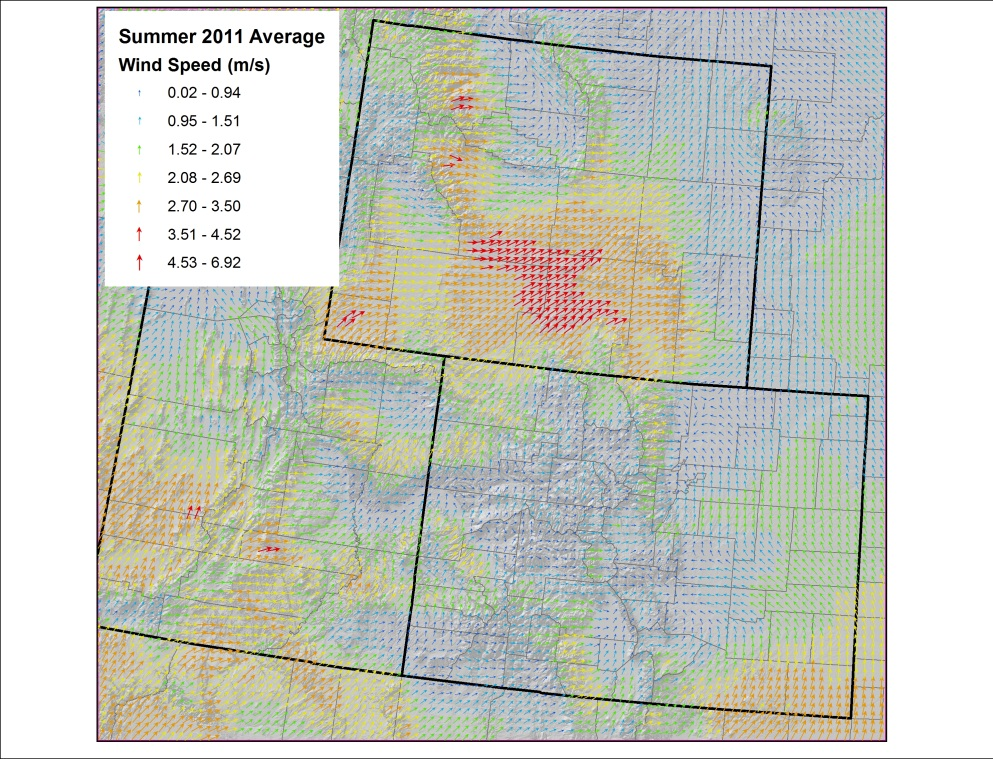 Summer 2011 Average
Wind Speed (m/s)
0.02 - 0.94
0.95 - 1.51
1.52 - 2.07
2.08 - 2.69
2.70 - 3.50
3.51 - 4.52
4.53 - 6.92